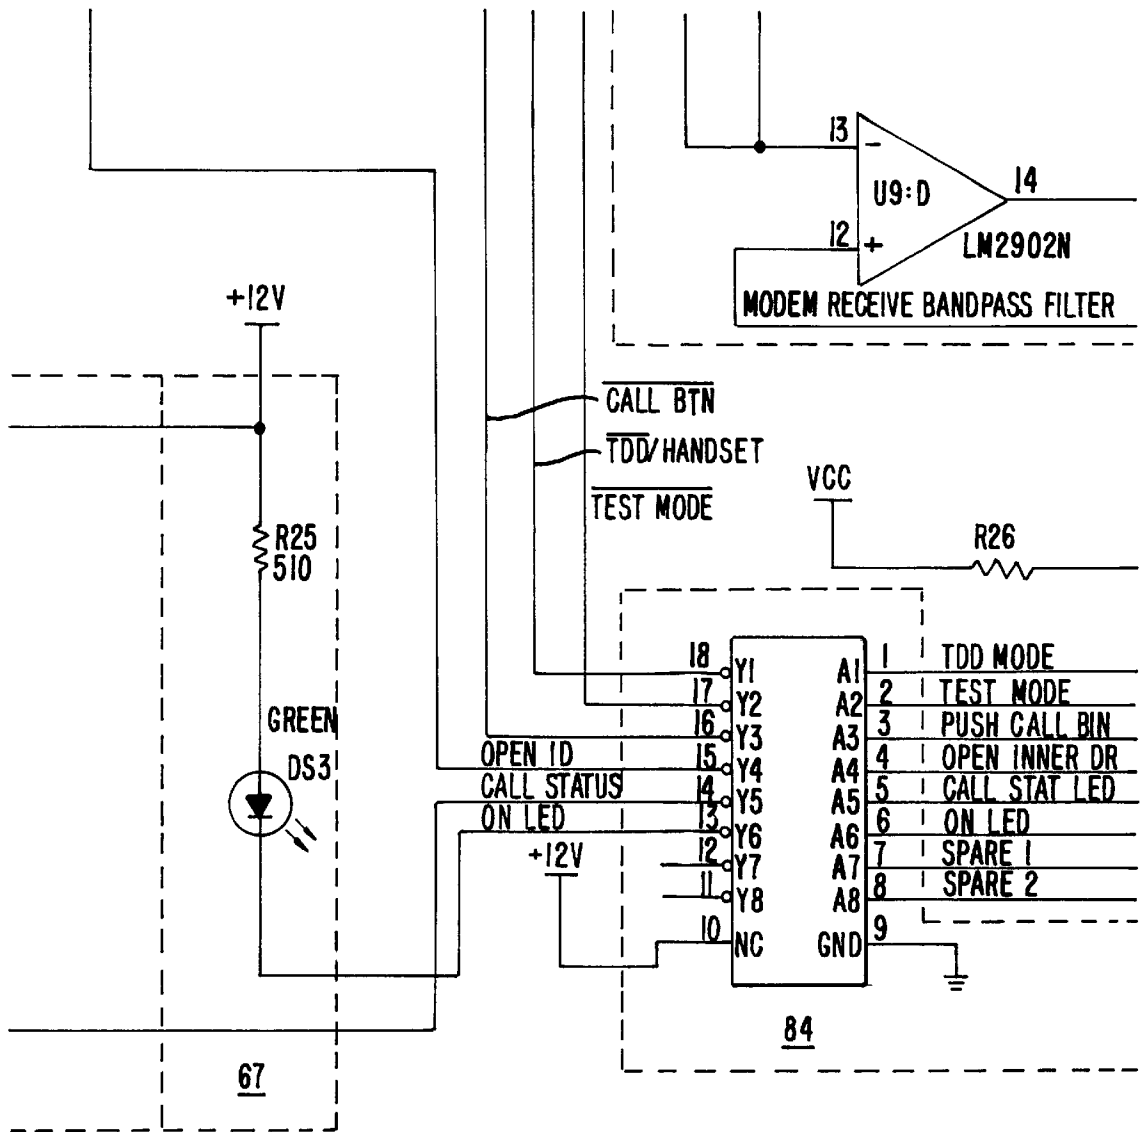 13
−
U9:D
14
12
+
LM2902N
MODEM RECEIVE BANDPASS FILTER
+12V
CALL BTN
TDD/HANDSET
TEST MODE
VCC
R26
R25
510
GREEN
DS3
OPEN ID
CALL STATUS
ON LED
+12V
18 Y1 A1 1 TDD MODE
17 Y2 A2 2 TEST MODE
16 Y3 A3 3 PUSH CALL BIN
15 Y4 A4 4 OPEN INNER DR
14 Y5 A5 5 CALL STAT LED
13 Y6 A6 6 ON LED
12 Y7 A7 7 SPARE 1
11 Y8 A8 8 SPARE 2
10 NC GND 9
84
67